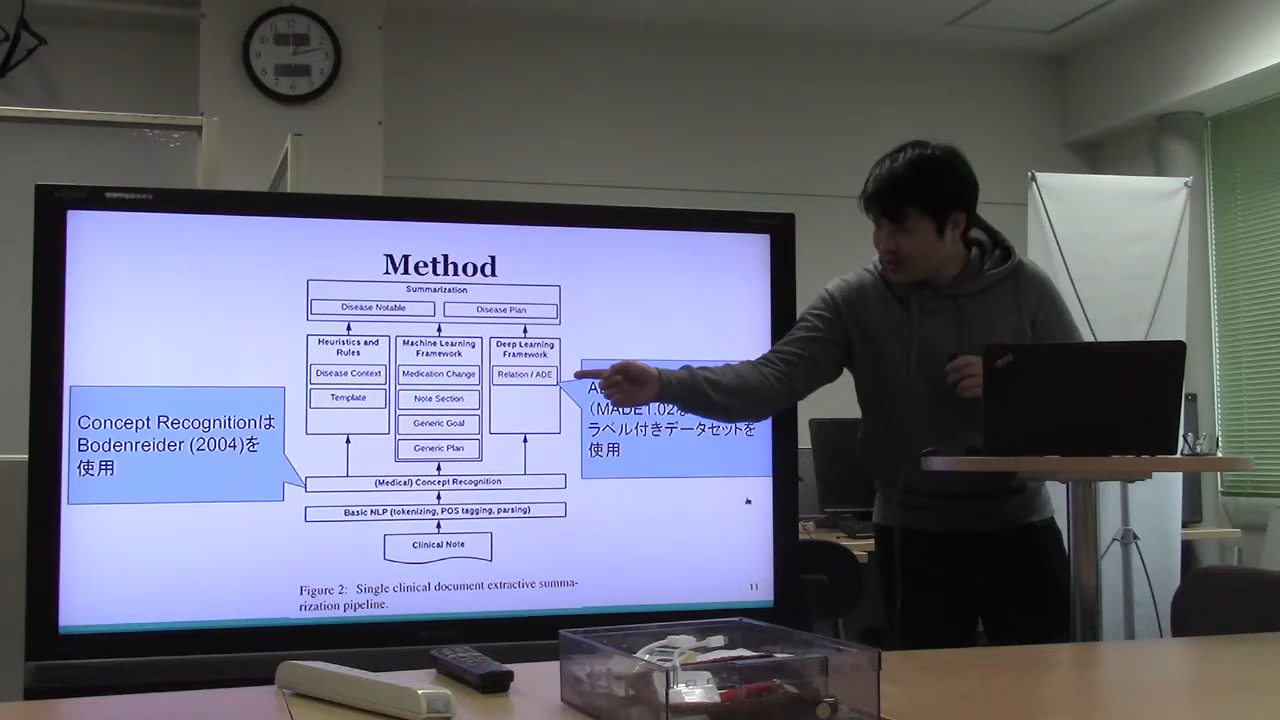 Method
Summarization
Disease Notable
Disease Plan
Heuristics and
Rules
Disease Context
Template
Machine Learning
Framework
Medication Change
Note Section
Generic Goal
Generic Plan
Deep Learning
Framework
Relation / ADE
Concept Recognitionは
Bodenreider (2004)を
使用
（MADE1.02な
ラベル付きデータセットを
使用
(Medical) Concept Recognition
Basic NLP (tokenizing, POS tagging, parsing)
Clinical Note
Figure 2: Single clinical document extractive summa-
rization pipeline.
11